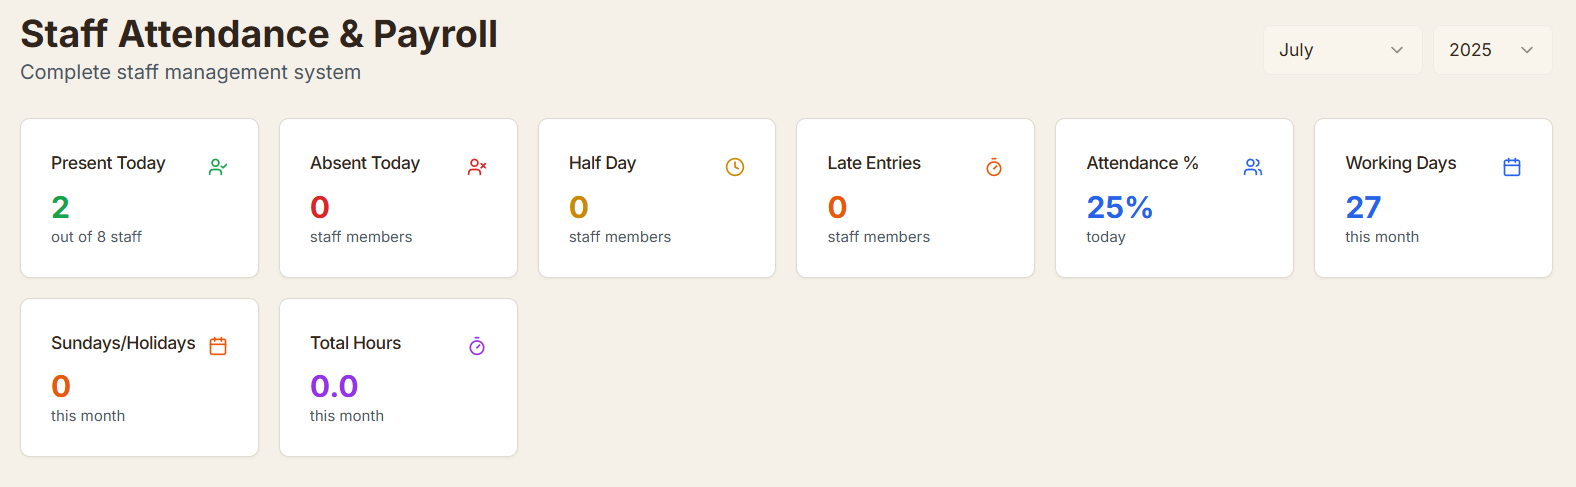 Staff Attendance & Payroll
Complete staff management system
July
2025
Present Today
2
out of 8 staff
Absent Today
0
staff members
Half Day
0
staff members
Late Entries
0
staff members
Attendance %
25%
today
Working Days
27
this month
Sundays/Holidays
0
this month
Total Hours
0.0
this month